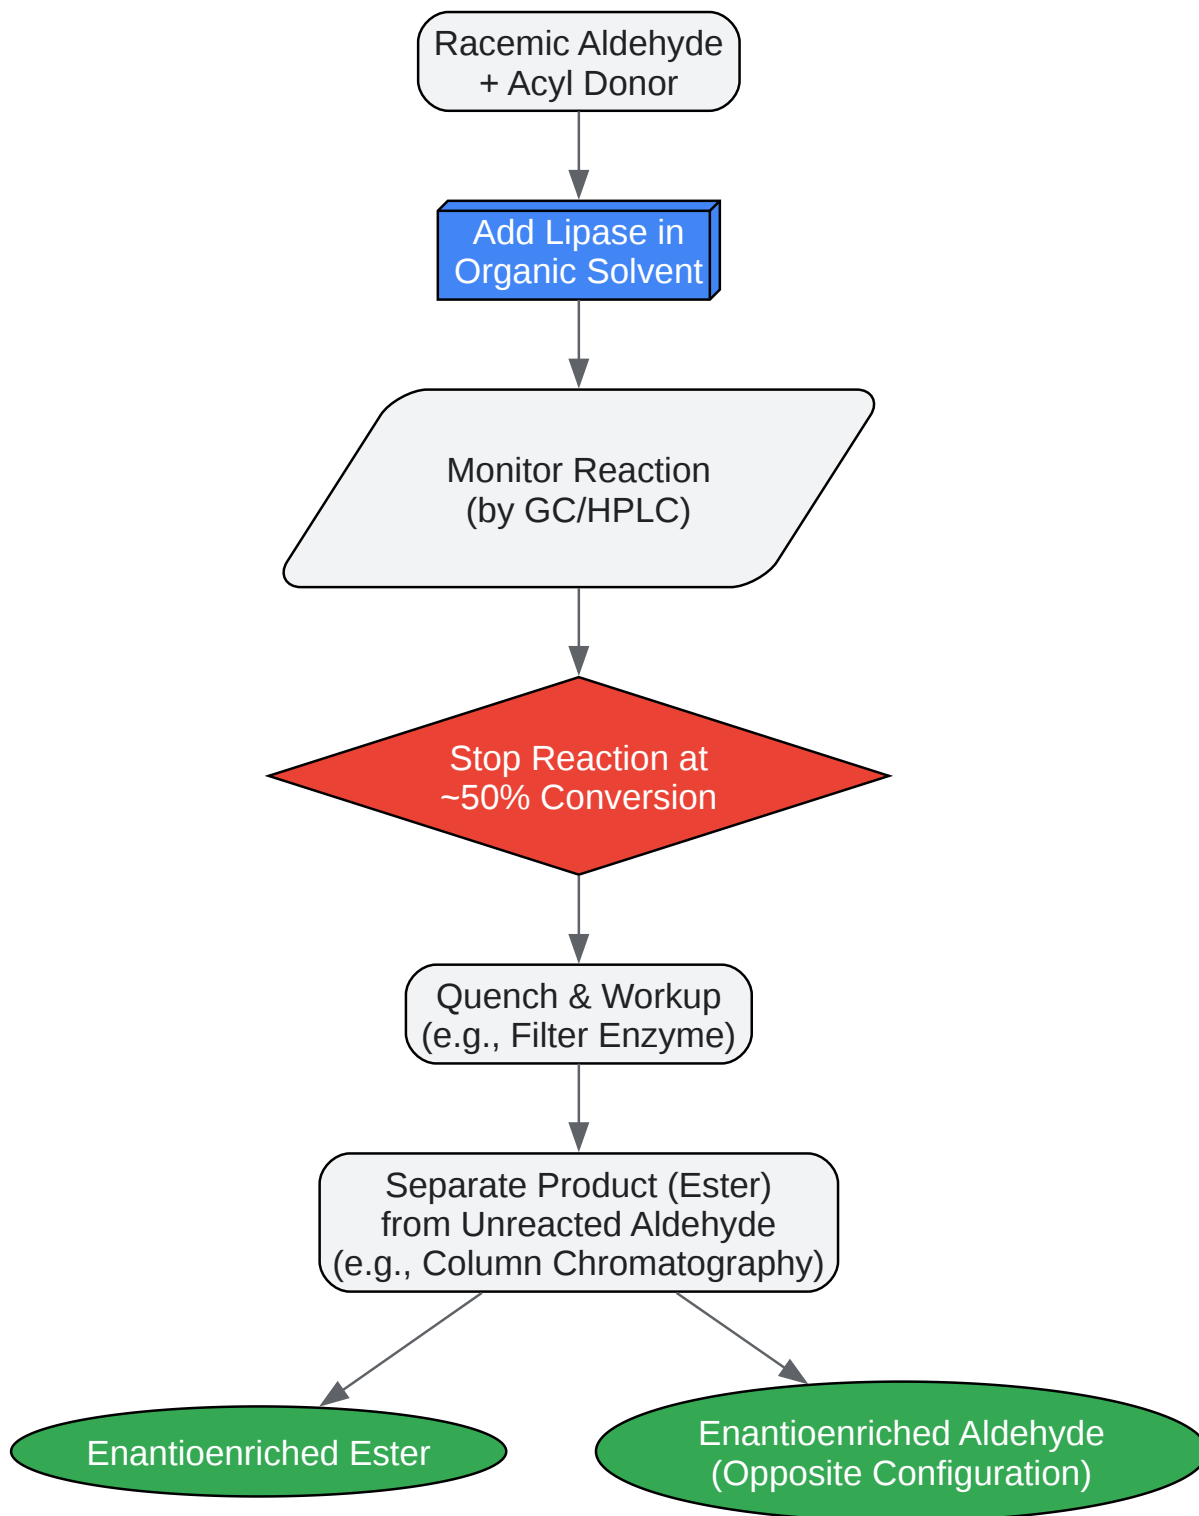 Racemic Aldehyde
+ Acyl Donor
Add Lipase in
Organic Solvent
Monitor Reaction
(by GC/HPLC)
Stop Reaction at
~50% Conversion
Quench & Workup
(e.g., Filter Enzyme)
Separate Product (Ester)
from Unreacted Aldehyde
(e.g., Column Chromatography)
Enantioenriched Ester
Enantioenriched Aldehyde
(Opposite Configuration)